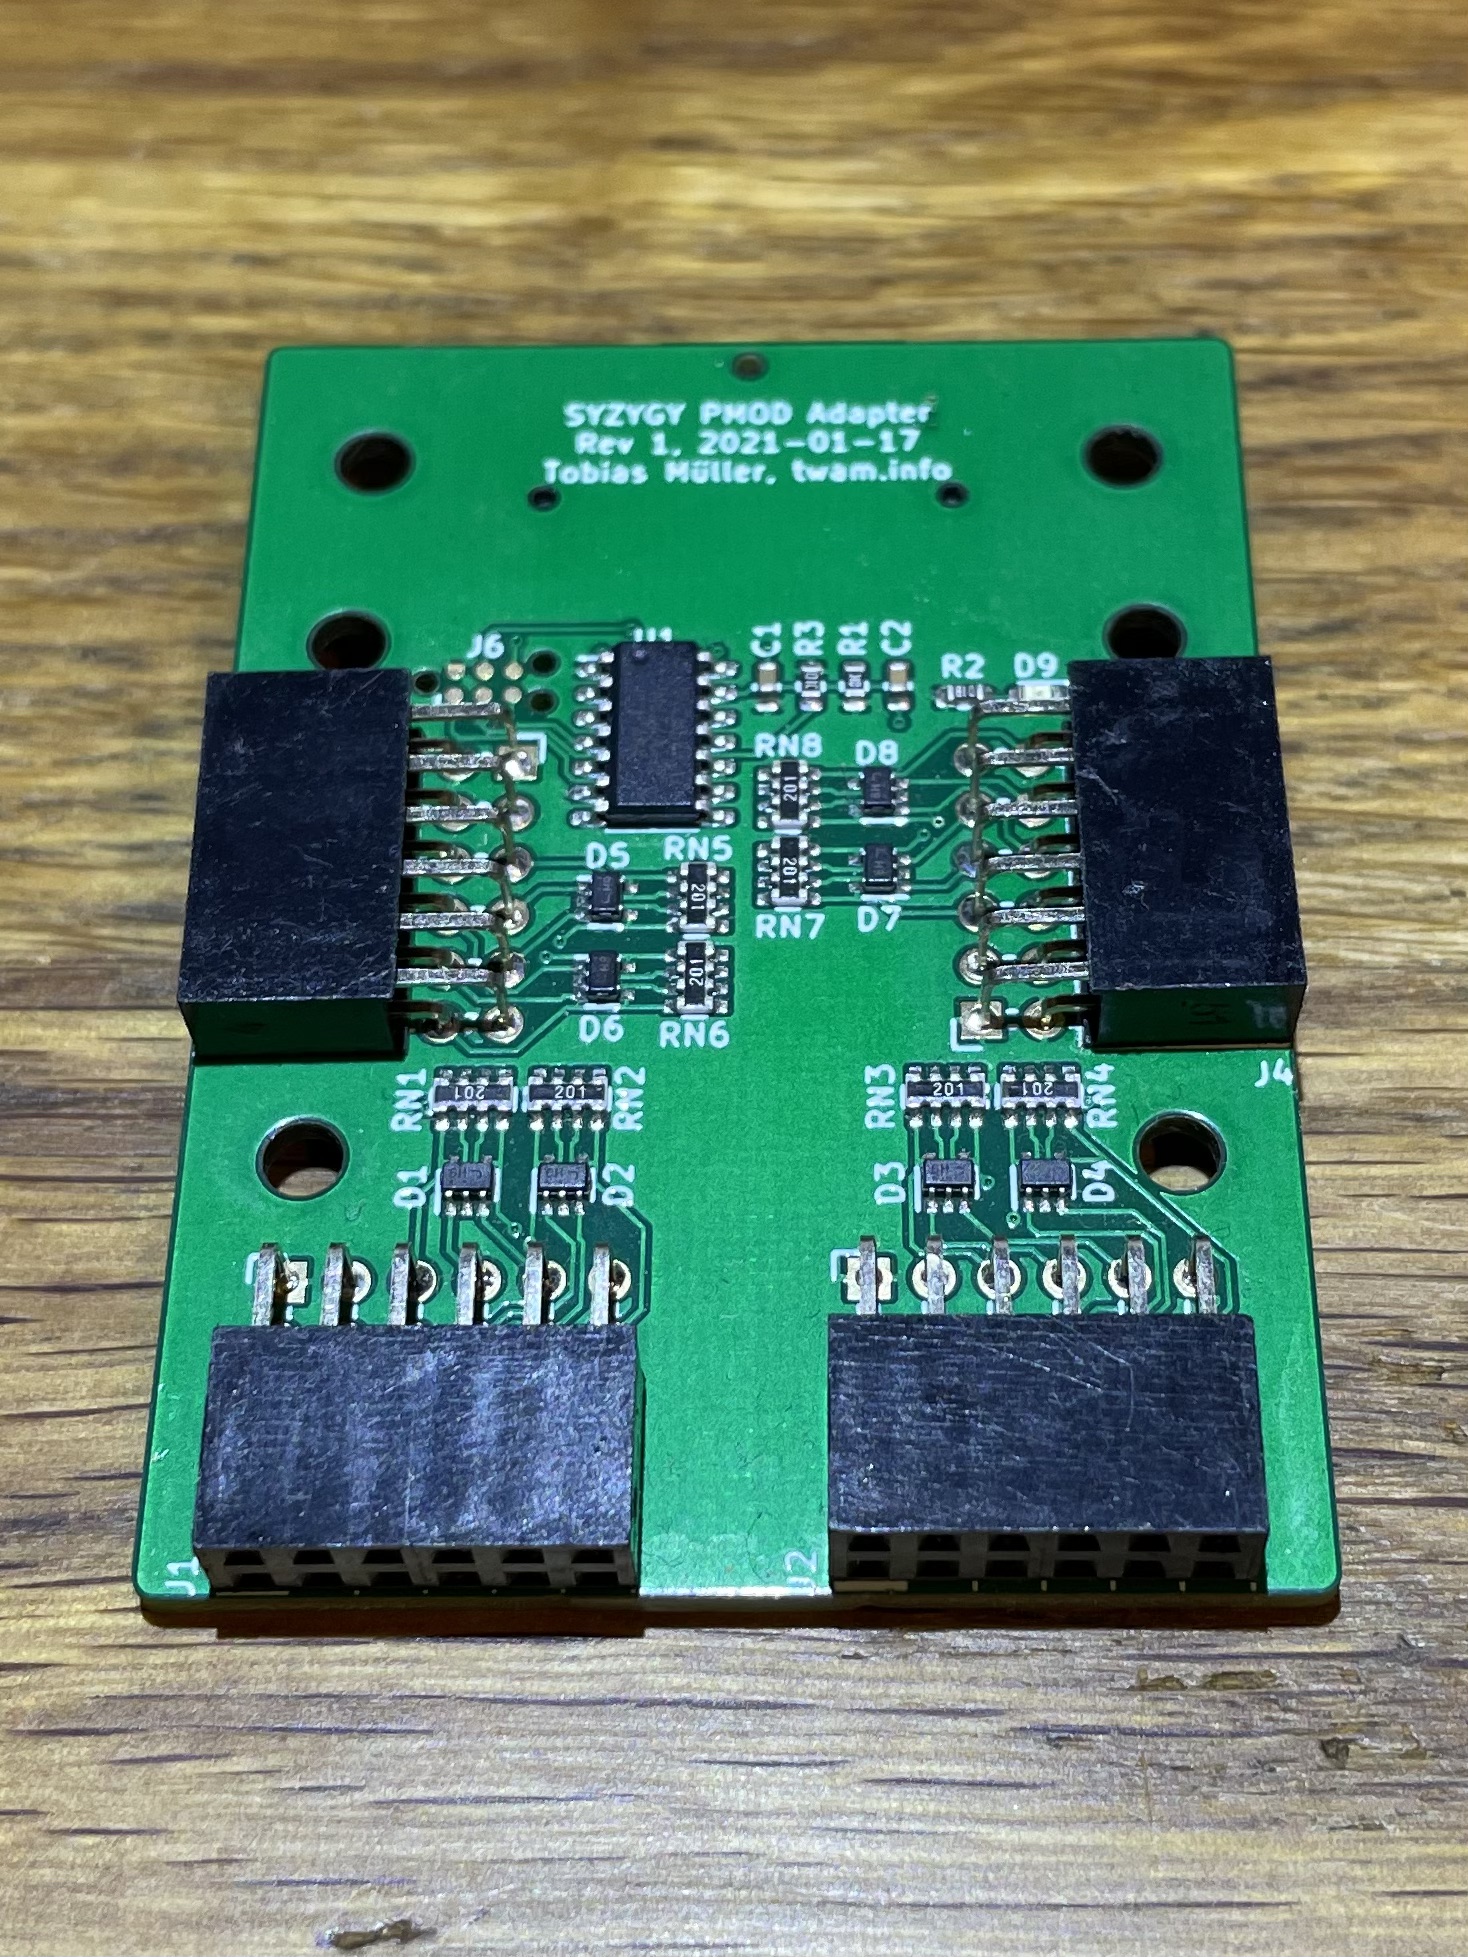 SYZYGY PMOD Adapter
Rev 1, 2021-01-17
Tobias Müller, twam.info
J6
U1
C1
R3
R1
C2
R2
D9
RN8
D8
201
D5
RN5
201
201
RN7
D7
201
D6
RN6
J4
RN1
201
201
RN2
RN3
201
201
RN4
D1
D2
D3
D4
J1
J2